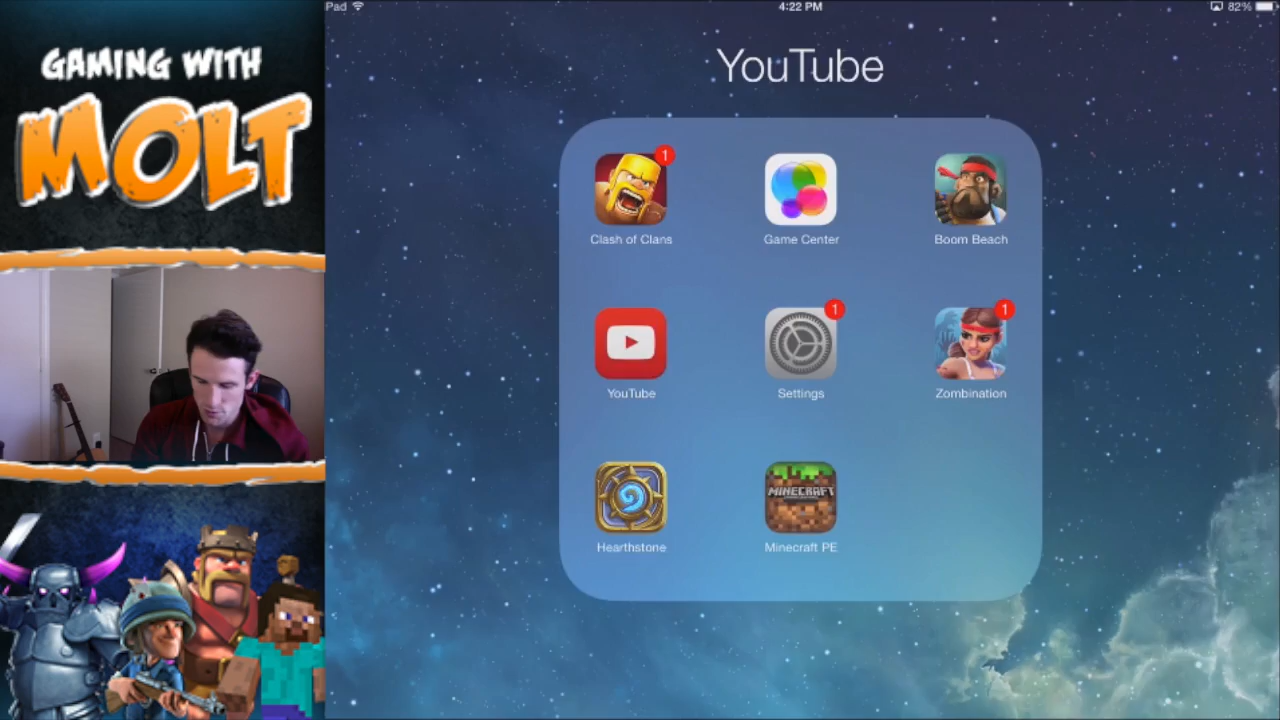 GAMING WITH
MOLT
Pad
4:22 PM
82%
YouTube
1
Clash of Clans
Game Center
Boom Beach
1
1
YouTube
Settings
Zombination
MINECRAFT
Hearthstone
Minecraft PE